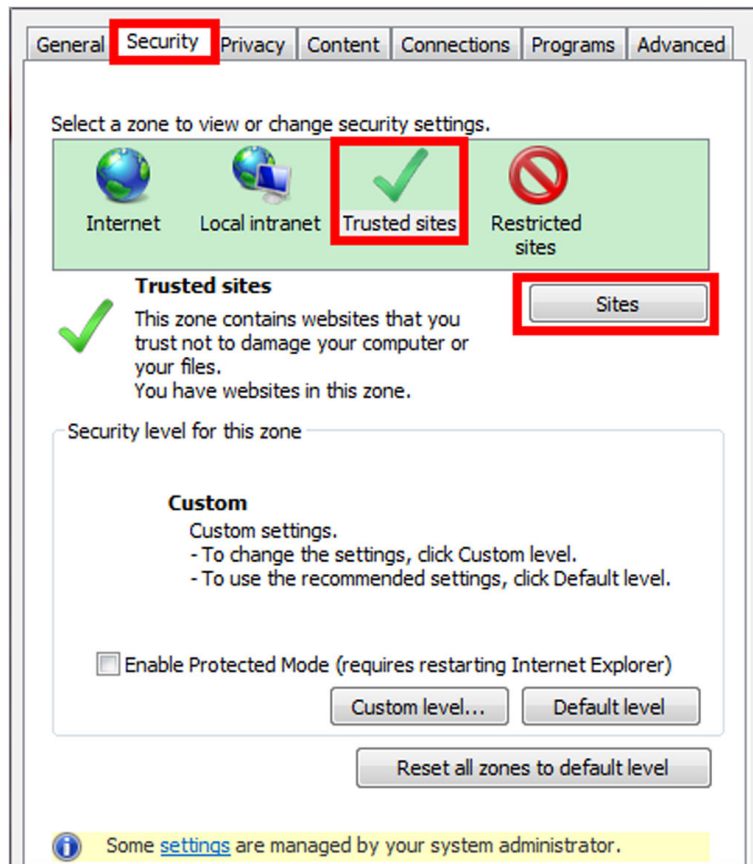 General Security Privacy Content Connections Programs Advanced
Select a zone to view or change security settings.
Internet Local intranet Trusted sites Restricted
sites
Trusted sites
Sites
This zone contains websites that you
trust not to damage your computer or
your files.
You have websites in this zone.
Security level for this zone
Custom
Custom settings.
- To change the settings, click Custom level.
- To use the recommended settings, click Default level.
Enable Protected Mode (requires restarting Internet Explorer)
Custom level... Default level
Reset all zones to default level
Some settings are managed by your system administrator.